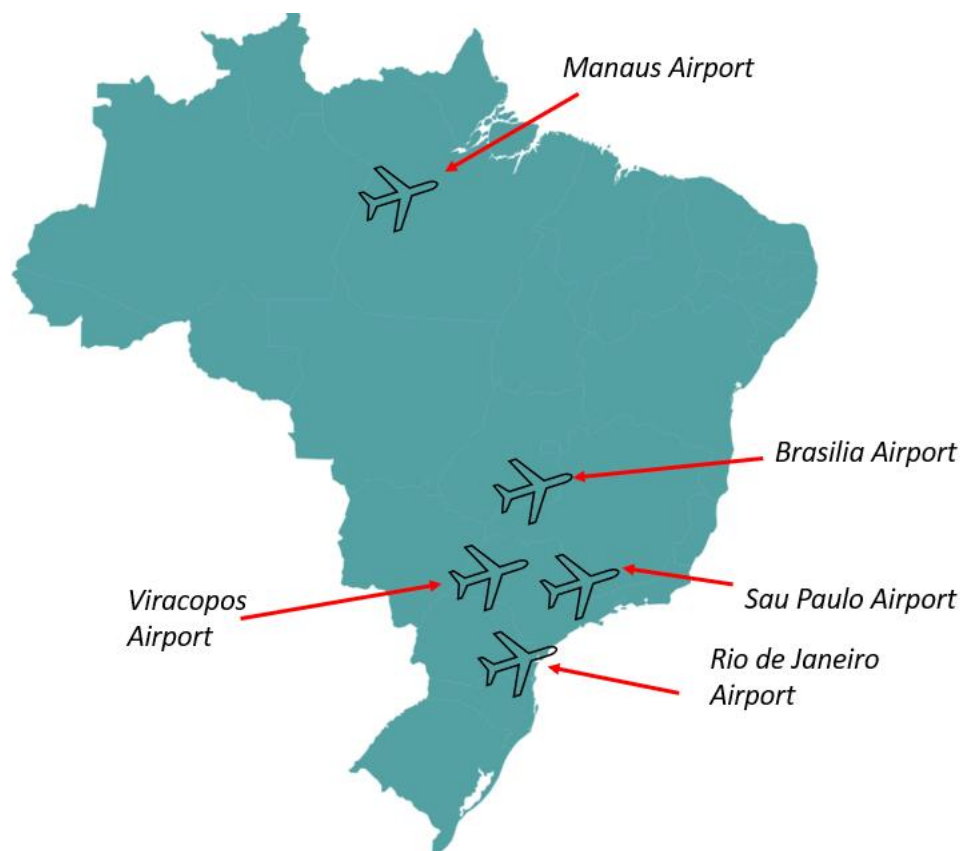 Manaus Airport
Brasilia Airport
Viracopos
Airport
Sau Paulo Airport
Rio de Janeiro
Airport